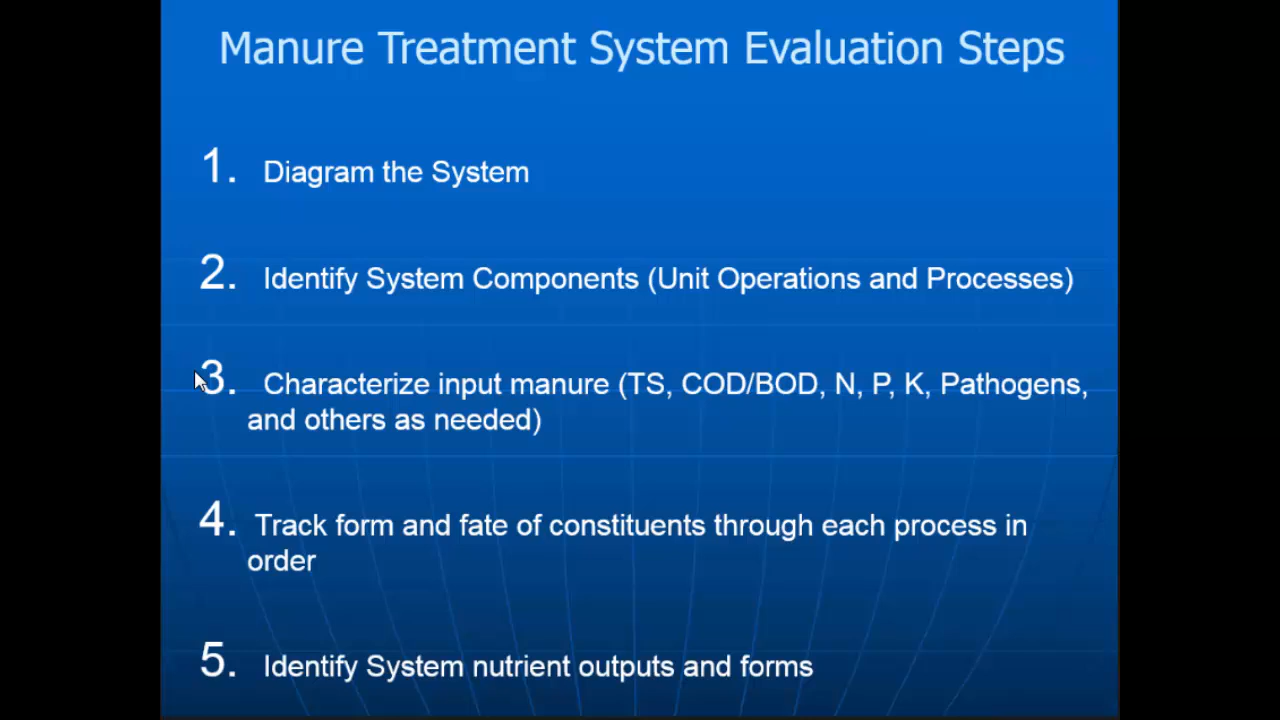 Manure Treatment System Evaluation Steps
1. Diagram the System
2. Identify System Components (Unit Operations and Processes)
3. Characterize input manure (TS, COD/BOD, N, P, K, Pathogens,
and others as needed)
4. Track form and fate of constituents through each process in
order
5. Identify System nutrient outputs and forms